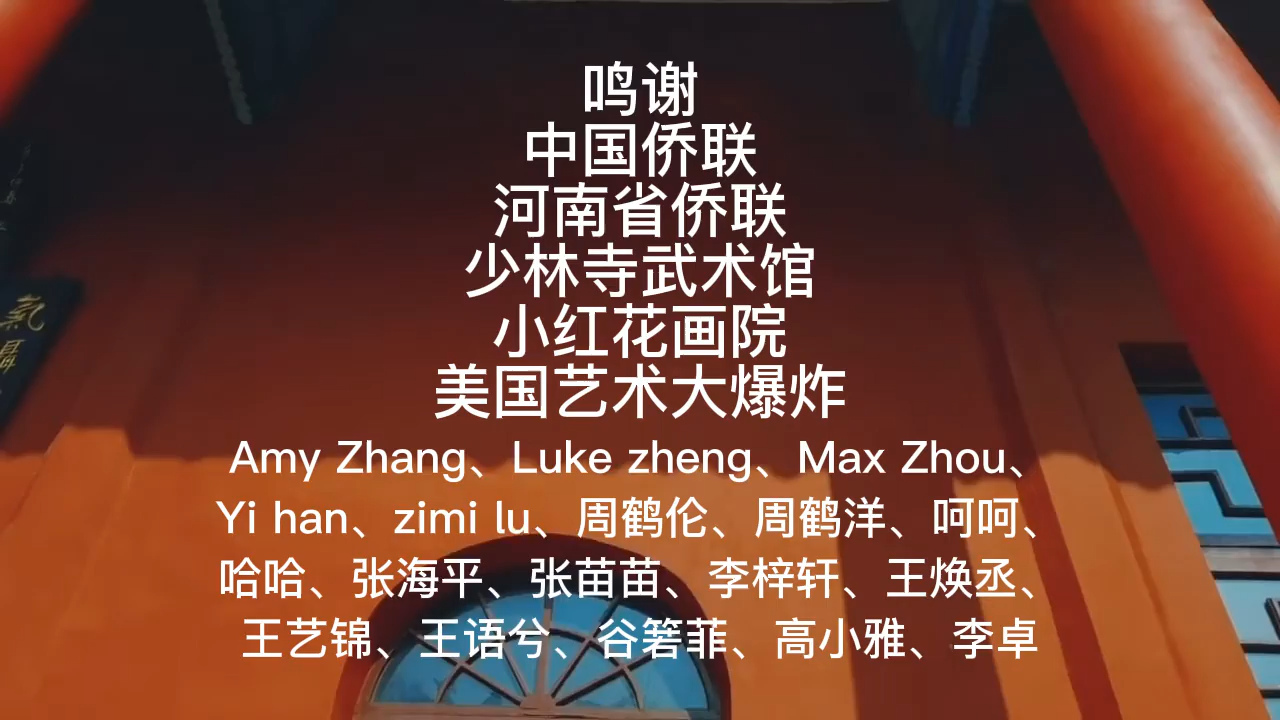 鸣谢
中国侨联
河南省侨联
少林寺武术馆
小红花画院
美国艺术大爆炸
Amy Zhang、Luke zheng、Max Zhou、
Yi han、zimi lu、周鹤伦、周鹤洋、呵呵、
哈哈、张海平、张苗苗、李梓轩、王焕丞、
王艺锦、王语兮、谷箬菲、高小雅、李卓